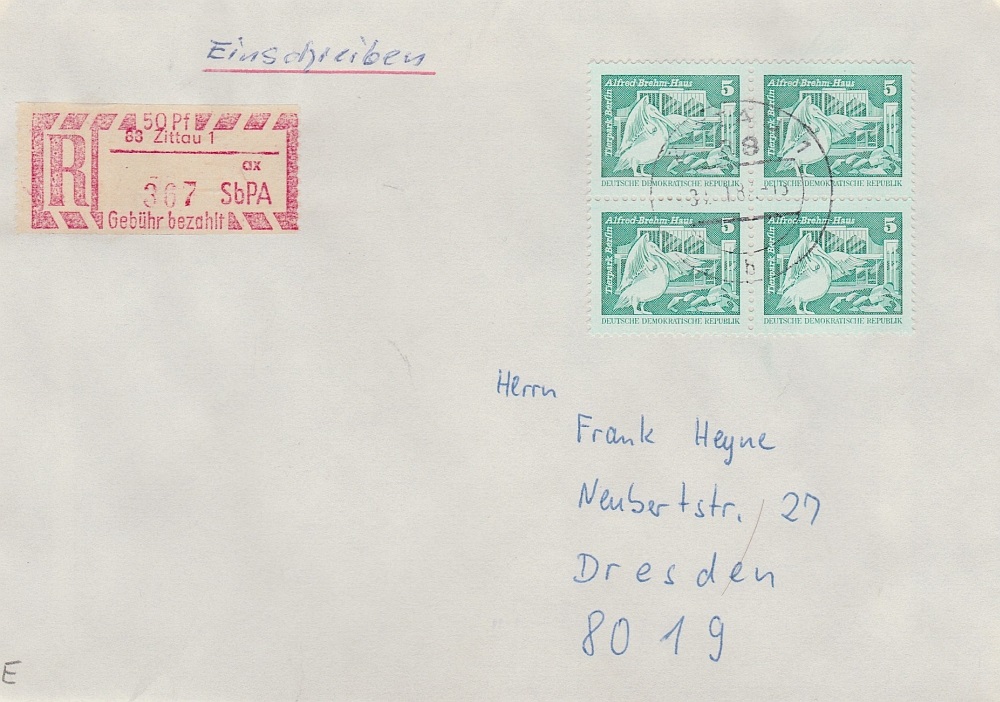 Einschreiben
50 Pf
83 Zittau 1
ax
R
367 SbPA
Gebühr bezahlt
Alfred-Brehm-Haus 5
Tierpark Berlin
DEUTSCHE DEMOKRATISCHE REPUBLIK
Alfred-Brehm-Haus 5
Tierpark Berlin
DEUTSCHE DEMOKRATISCHE REPUBLIK
Alfred-Brehm-Haus 5
Tierpark Berlin
DEUTSCHE DEMOKRATISCHE REPUBLIK
Alfred-Brehm-Haus 5
Tierpark Berlin
DEUTSCHE DEMOKRATISCHE REPUBLIK
b
Herrn
Frank Heyne
Neubertstr. 27
Dresden
8019
E